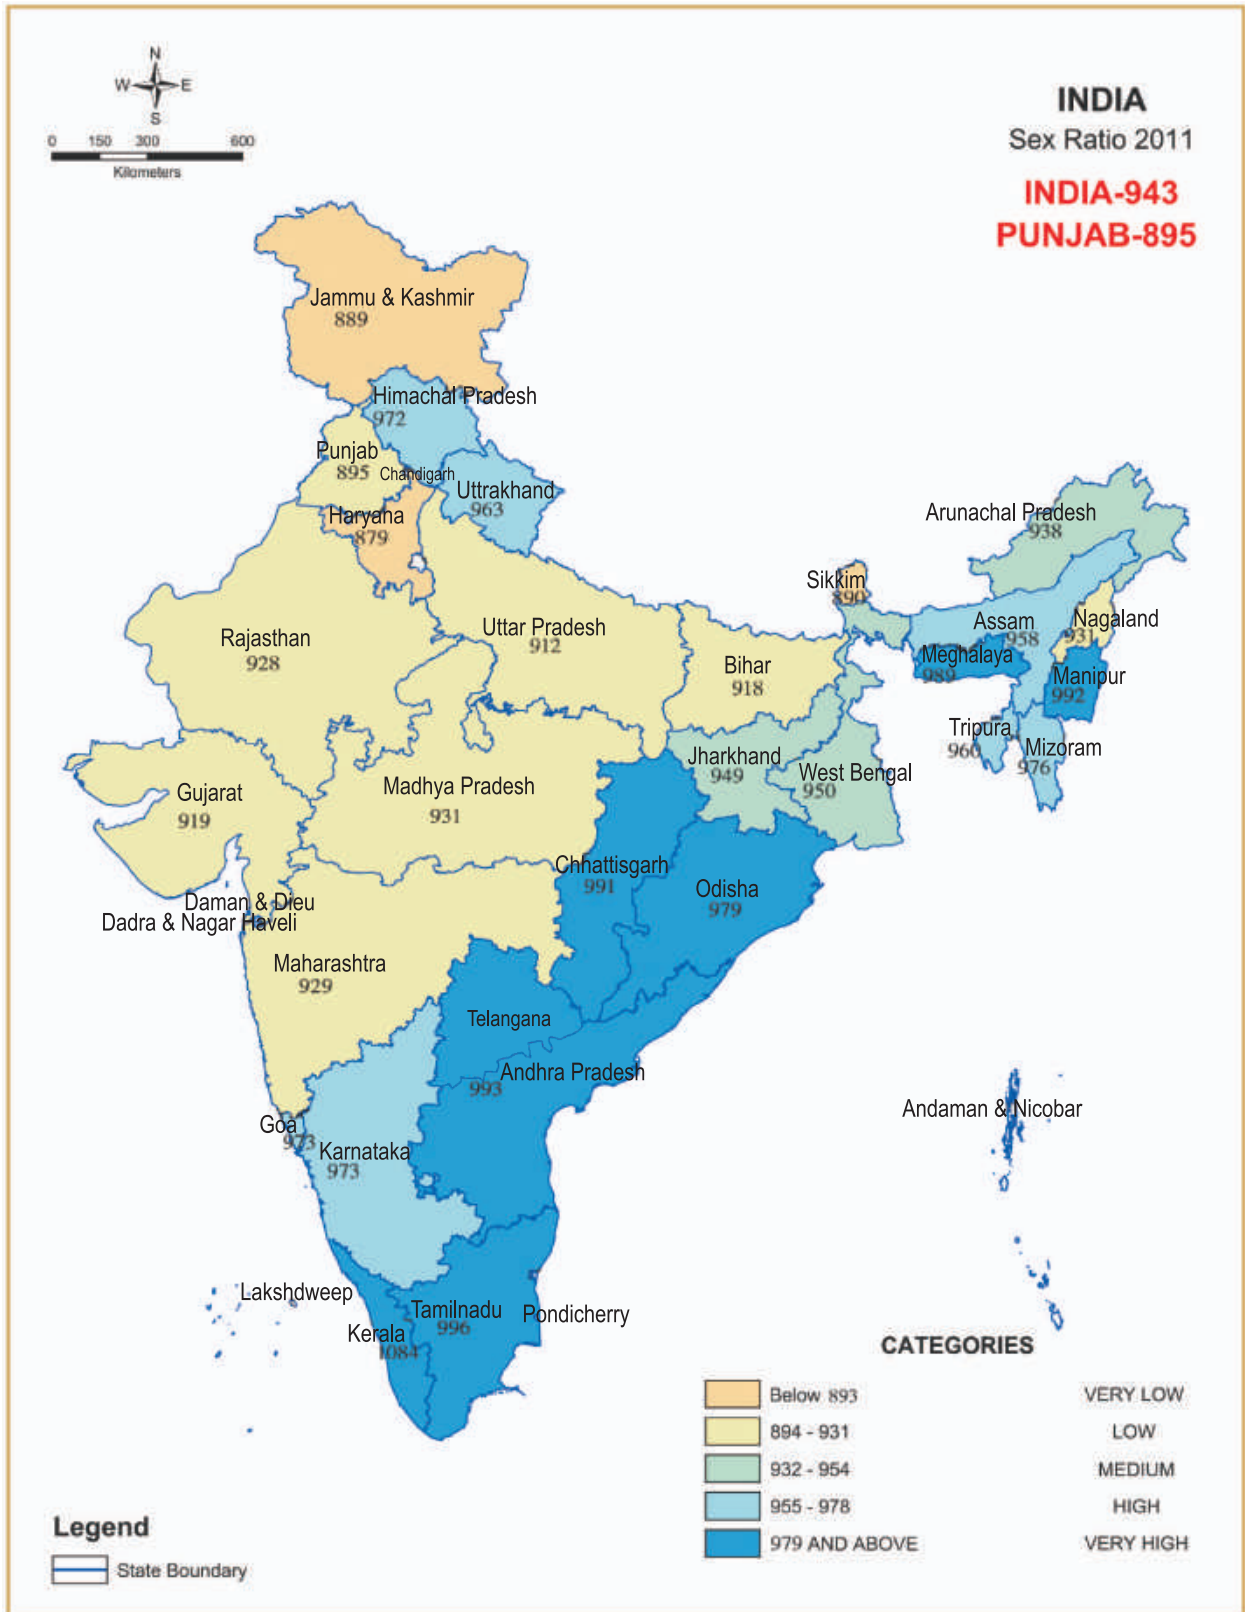 N
W E
S
0 150 300 600
Kilometers
INDIA
Sex Ratio 2011
INDIA-943
PUNJAB-895
Jammu & Kashmir
889
Himachal Pradesh
972
Punjab
895
Chandigarh
Uttrakhand
963
Haryana
879
Arunachal Pradesh
938
Sikkim
890
Rajasthan
928
Uttar Pradesh
912
Bihar
918
Assam
958
Nagaland
931
Meghalaya
989
Manipur
992
Tripura
960
Mizoram
976
Jharkhand
949
West Bengal
950
Gujarat
919
Madhya Pradesh
931
Chhattisgarh
991
Odisha
979
Daman & Dieu
Dadra & Nagar Haveli
Maharashtra
929
Telangana
Andhra Pradesh
993
Andaman & Nicobar
Goa
973
Karnataka
973
Lakshdweep
Kerala
1084
Tamilnadu
996
Pondicherry
CATEGORIES
Below 893 VERY LOW
894 - 931 LOW
932 - 954 MEDIUM
955 - 978 HIGH
979 AND ABOVE VERY HIGH
Legend
State Boundary